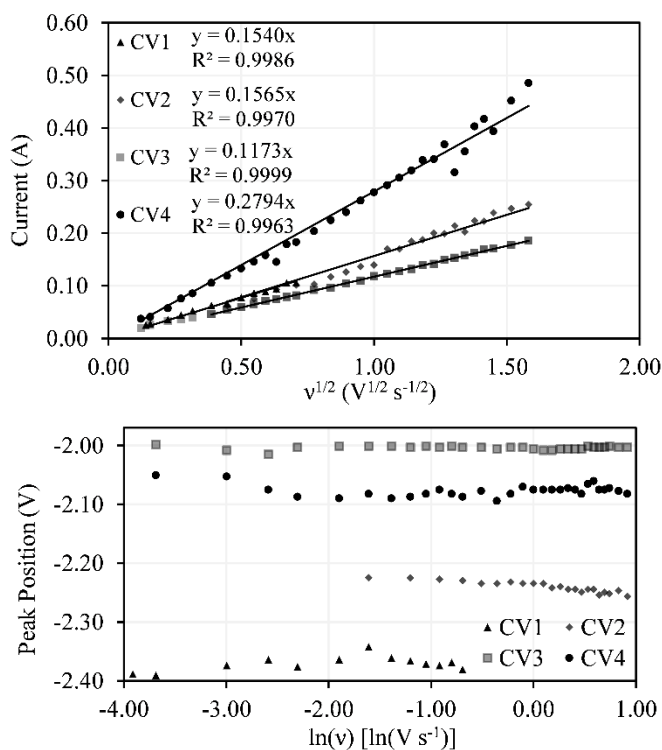 0.60
0.50
0.40
0.30
0.20
0.10
0.00
Current (A)
CV1 y = 0.1540x
R² = 0.9986
CV2 y = 0.1565x
R² = 0.9970
CV3 y = 0.1173x
R² = 0.9999
CV4 y = 0.2794x
R² = 0.9963
0.00 0.50 1.00 1.50 2.00
ν^1/2 (V^1/2 s^-1/2)
-2.00
-2.10
-2.20
-2.30
-2.40
Peak Position (V)
CV1 CV2
CV3 CV4
-4.00 -3.00 -2.00 -1.00 0.00 1.00
ln(ν) [ln(V s⁻¹)]